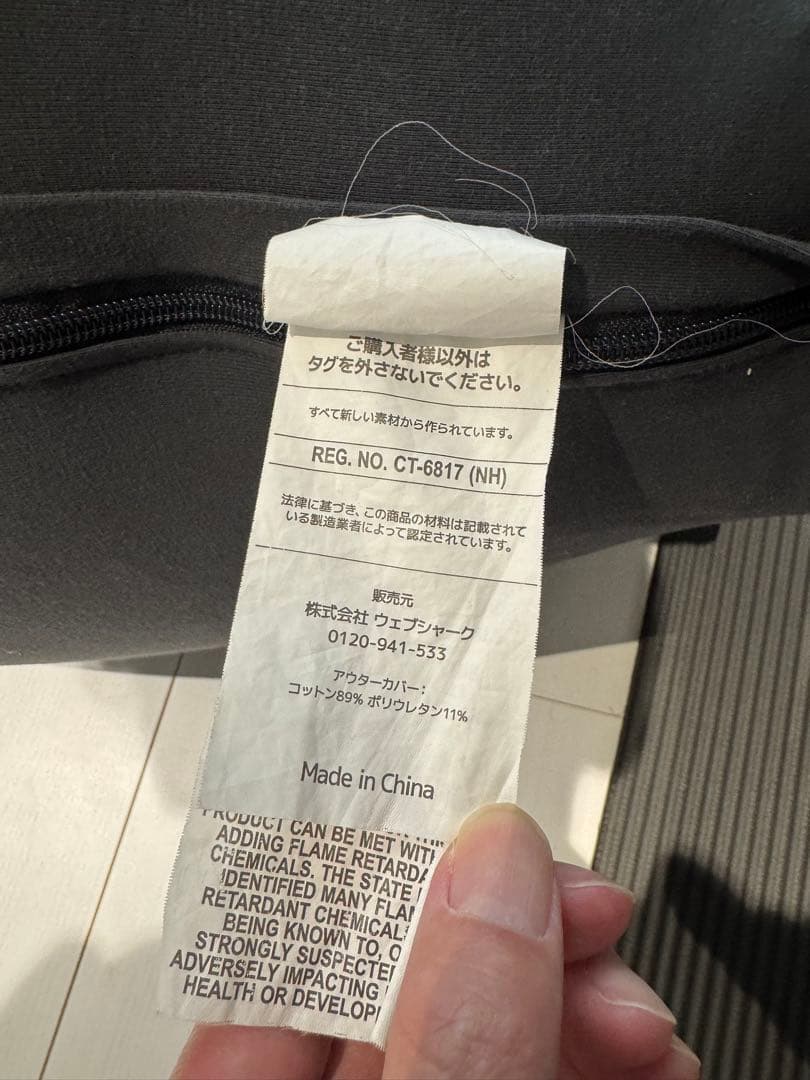 ご購入者様以外は
タグを外さないでください。
すべて新しい素材から作られています。
REG. NO. CT-6817 (NH)
法律に基づき、この商品の材料は記載されて
いる製造業者によって認定されています。
販売元
株式会社 ウェブシャーク
0120-941-533
アウターカバー：
コットン89% ポリウレタン11%
Made in China
PRODUCT CAN BE MET
ADDING FLAME
CHEMICALS. THE STATE
IDENTIFIED MANY
RETARDANT
BEING KNOWN TO,
STRONGLY
ADVERSELY IMPACTING
HEALTH OR